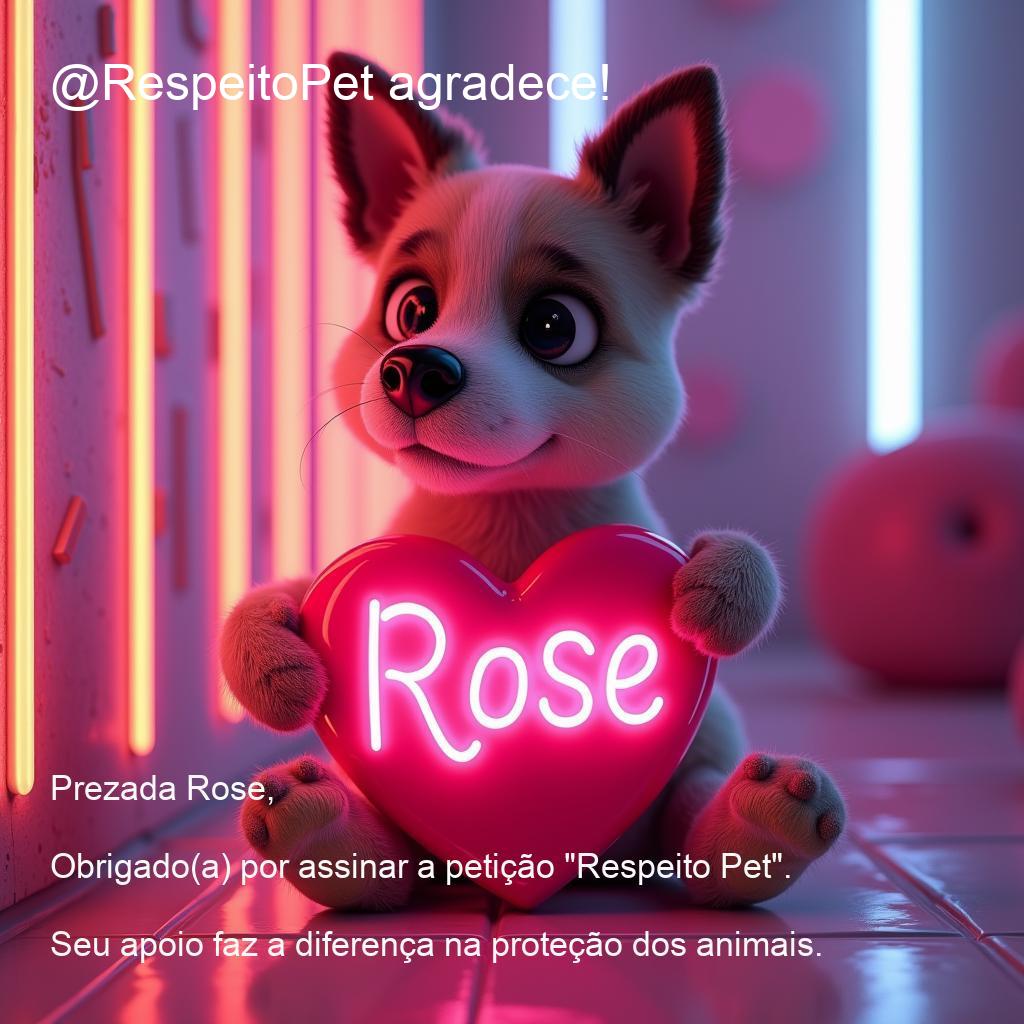 @RespeitoPet agradece!
Rose
Prezada Rose,
Obrigado(a) por assinar a petição "Respeito Pet".
Seu apoio faz a diferença na proteção dos animais.